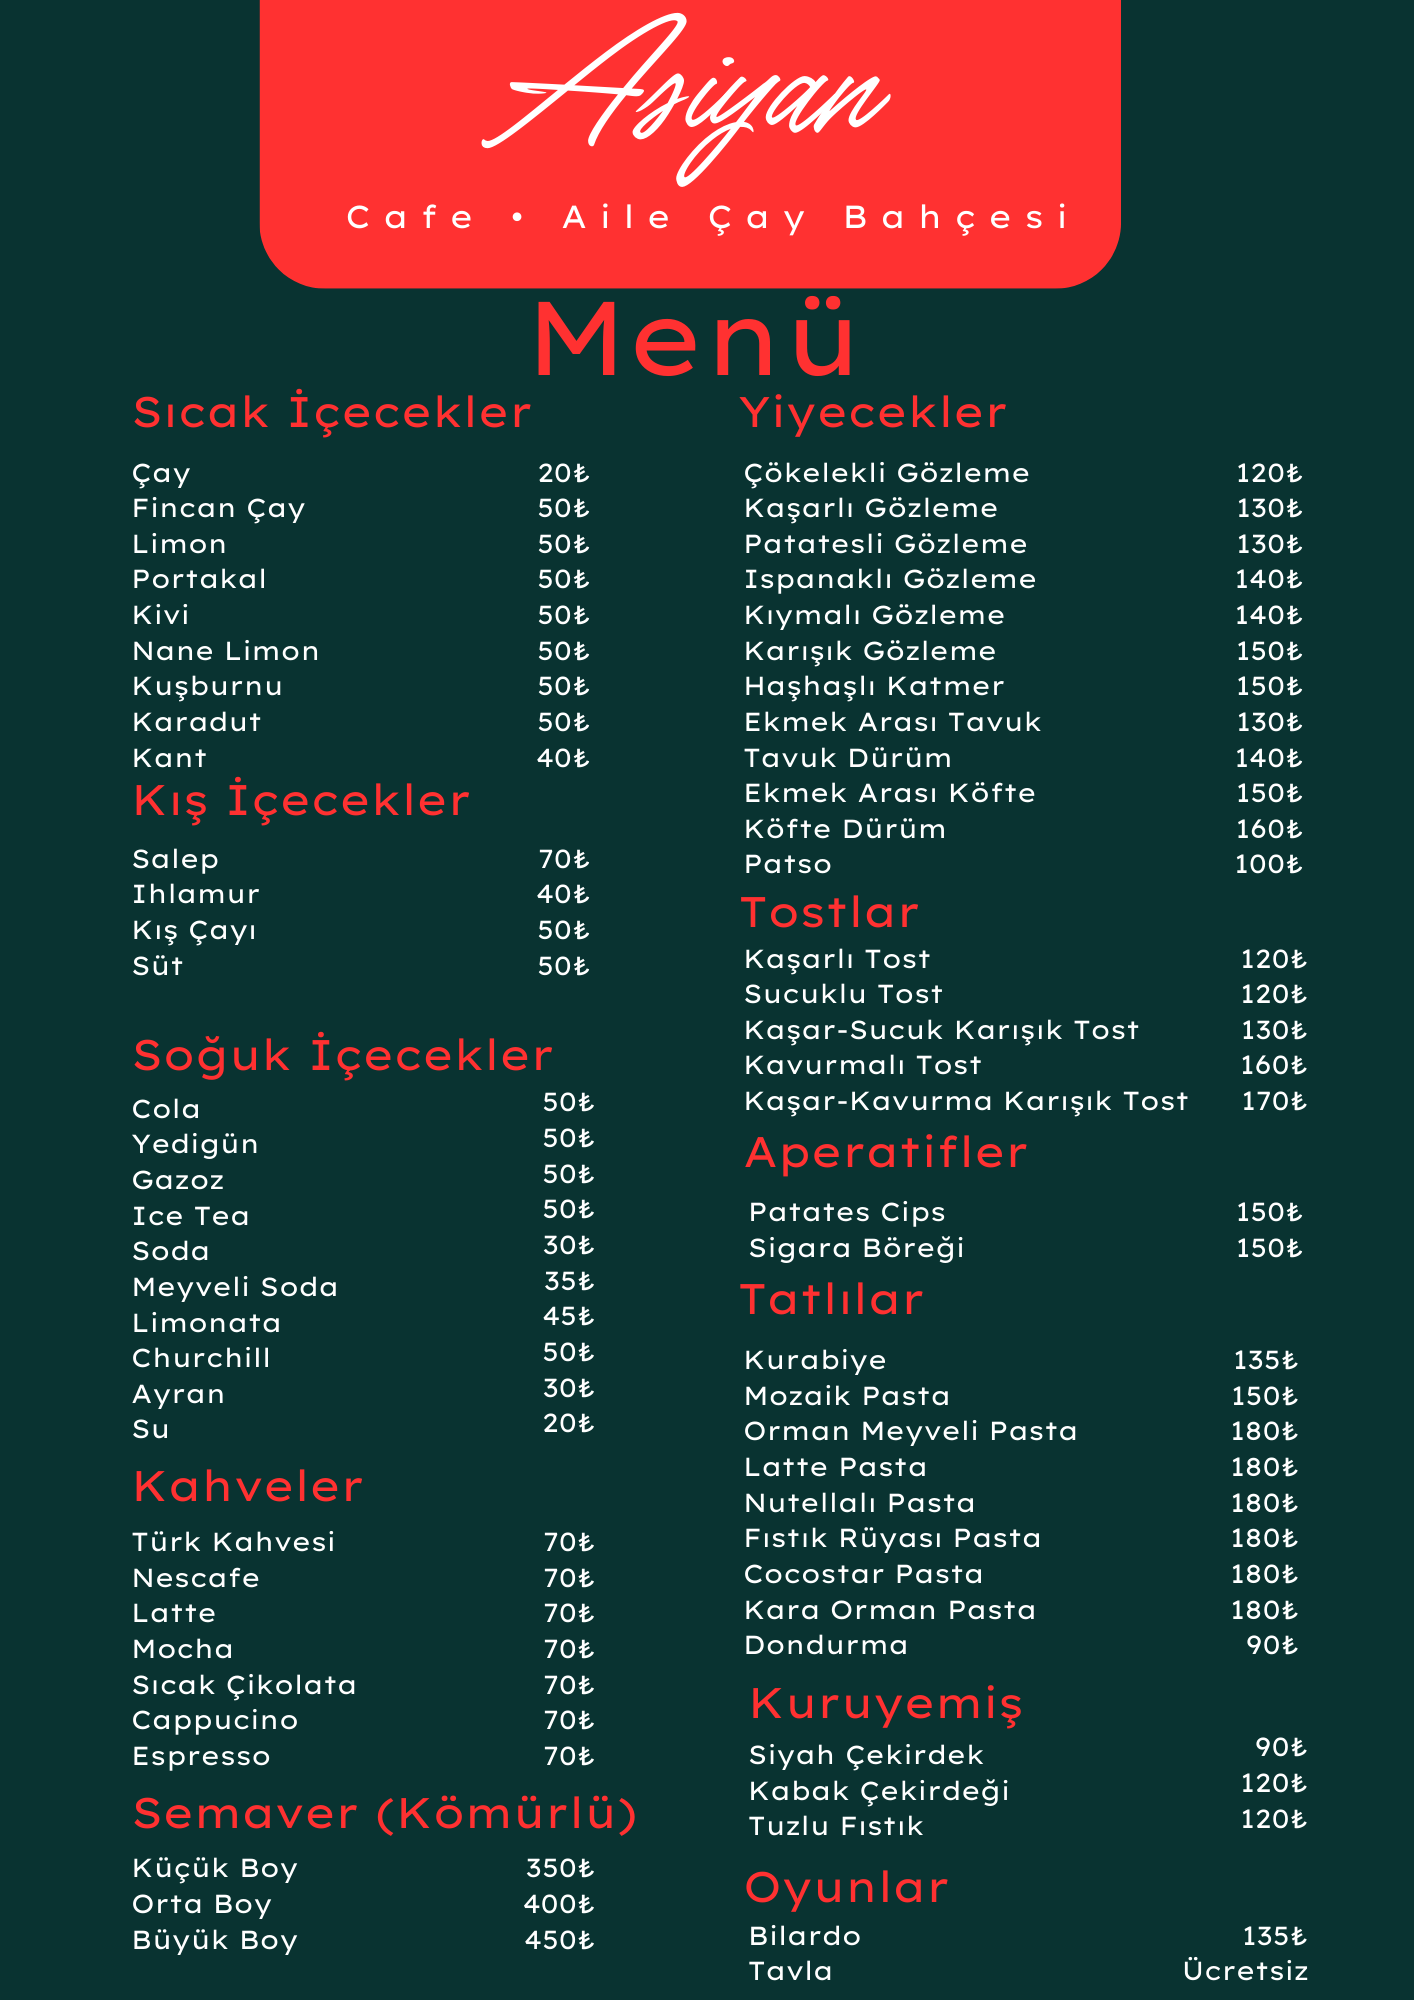 Asiyan
Cafe • Aile Çay Bahçesi
Menü
Sıcak İçecekler
Çay 20₺
Fincan Çay 50₺
Limon 50₺
Portakal 50₺
Kivi 50₺
Nane Limon 50₺
Kuşburnu 50₺
Karadut 50₺
Kant 40₺
Kış İçecekler
Salep 70₺
Ihlamur 40₺
Kış Çayı 50₺
Süt 50₺
Soğuk İçecekler
Cola 50₺
Yedigün 50₺
Gazoz 50₺
Ice Tea 50₺
Soda 30₺
Meyveli Soda 35₺
Limonata 45₺
Churchill 50₺
Ayran 30₺
Su 20₺
Kahveler
Türk Kahvesi 70₺
Nescafe 70₺
Latte 70₺
Mocha 70₺
Sıcak Çikolata 70₺
Cappucino 70₺
Espresso 70₺
Semaver (Kömürlü)
Küçük Boy 350₺
Orta Boy 400₺
Büyük Boy 450₺
Yiyecekler
Çökelekli Gözleme 120₺
Kaşarlı Gözleme 130₺
Patatesli Gözleme 130₺
Ispanaklı Gözleme 140₺
Kıymalı Gözleme 140₺
Karışık Gözleme 150₺
Haşhaşlı Katmer 150₺
Ekmek Arası Tavuk 130₺
Tavuk Dürüm 140₺
Ekmek Arası Köfte 150₺
Köfte Dürüm 160₺
Patso 100₺
Tostlar
Kaşarlı Tost 120₺
Sucuklu Tost 120₺
Kaşar-Sucuk Karışık Tost 130₺
Kavurmalı Tost 160₺
Kaşar-Kavurma Karışık Tost 170₺
Aperatifler
Patates Cips 150₺
Sigara Böreği 150₺
Tatlılar
Kurabiye 135₺
Mozaik Pasta 150₺
Orman Meyveli Pasta 180₺
Latte Pasta 180₺
Nutellalı Pasta 180₺
Fıstık Rüyası Pasta 180₺
Cocostar Pasta 180₺
Kara Orman Pasta 180₺
Dondurma 90₺
Kuruyemiş
Siyah Çekirdek 90₺
Kabak Çekirdeği 120₺
Tuzlu Fıstık 120₺
Oyunlar
Bilardo 135₺
Tavla Ücretsiz